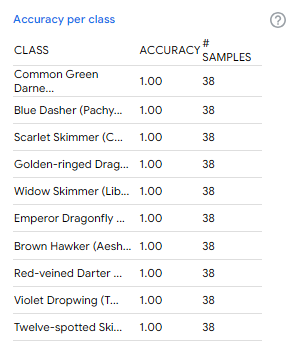 Accuracy per class
?
CLASS ACCURACY # SAMPLES
Common Green Darne... 1.00 38
Blue Dasher (Pachy... 1.00 38
Scarlet Skimmer (C... 1.00 38
Golden-ringed Drag... 1.00 38
Widow Skimmer (Lib... 1.00 38
Emperor Dragonfly ... 1.00 38
Brown Hawker (Aesh... 1.00 38
Red-veined Darter ... 1.00 38
Violet Dropwing (T... 1.00 38
Twelve-spotted Ski... 1.00 38